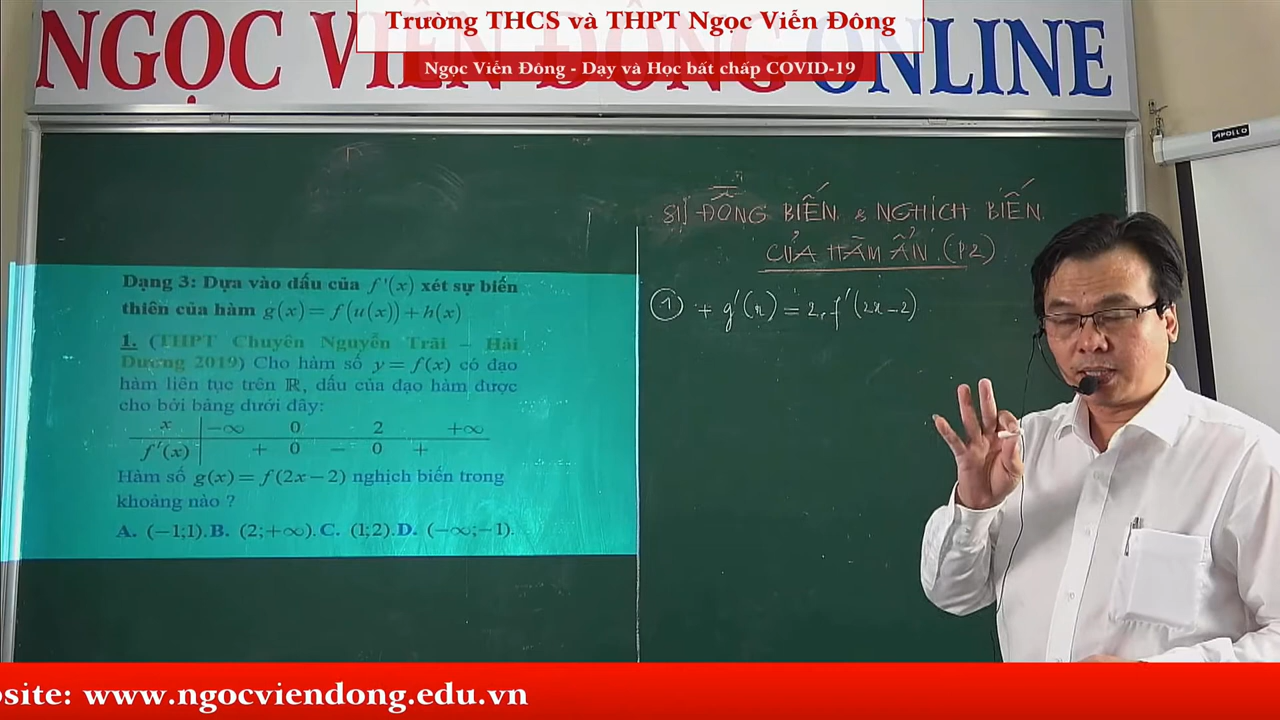 Trường THCS và THPT Ngọc Viễn Đông
NGỌC VIỄN ĐÔNG ONLINE
Ngọc Viễn Đông - Dạy và Học bất chấp COVID-19
APOLLO
SỰ ĐỒNG BIẾN & NGHỊCH BIẾN
CỦA HÀM ẨN (P2)
① + g'(x) = 2.f'(2x-2)
Dạng 3: Dựa vào dấu của f'(x) xét sự biến
thiên của hàm g(x) = f(u(x)) + h(x)
1. (THPT Chuyên Nguyễn Trãi – Hải
Dương 2019) Cho hàm số y = f(x) có đạo
hàm liên tục trên ℝ, dấu của đạo hàm được
cho bởi bảng dưới đây:
x -∞ 0 2 +∞
f'(x) + 0 - 0 +
Hàm số g(x) = f(2x-2) nghịch biến trong
khoảng nào ?
A. (-1;1). B. (2;+∞). C. (1;2). D. (-∞;-1).
site: www.ngocviendong.edu.vn